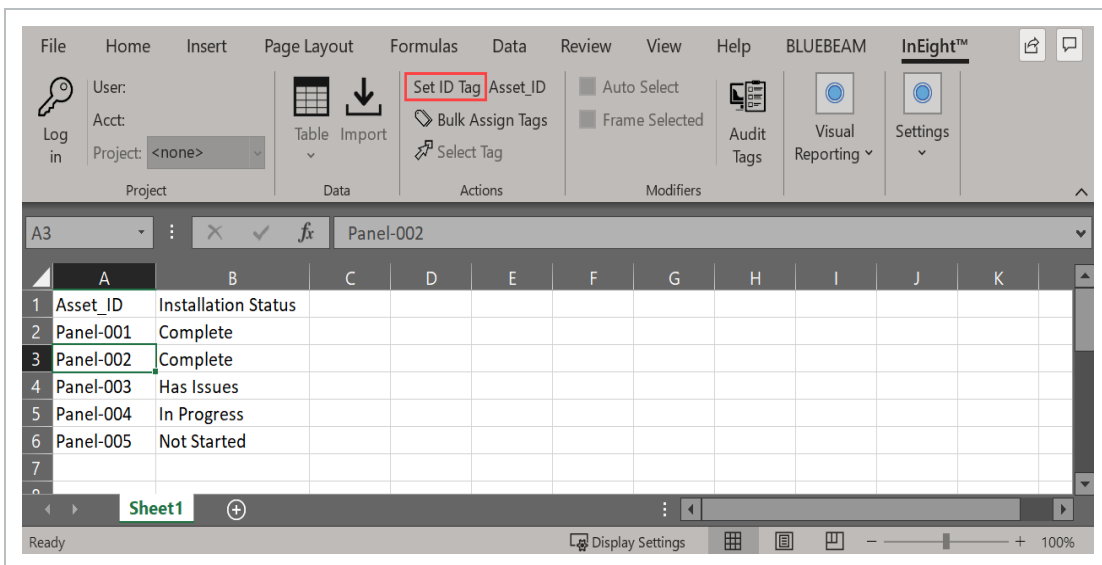 File Home Insert Page Layout Formulas Data Review View Help BLUEBEAM InEight™
Log in
User:
Acct:
Project: <none>
Project
Table
Import
Data
Set ID Tag Asset_ID
Bulk Assign Tags
Select Tag
Actions
Auto Select
Frame Selected
Modifiers
Audit Tags
Visual Reporting
Settings
A3 fx Panel-002
A B C D E F G H I J K
1 Asset_ID Installation Status
2 Panel-001 Complete
3 Panel-002 Complete
4 Panel-003 Has Issues
5 Panel-004 In Progress
6 Panel-005 Not Started
7
Sheet1
Ready Display Settings 100%